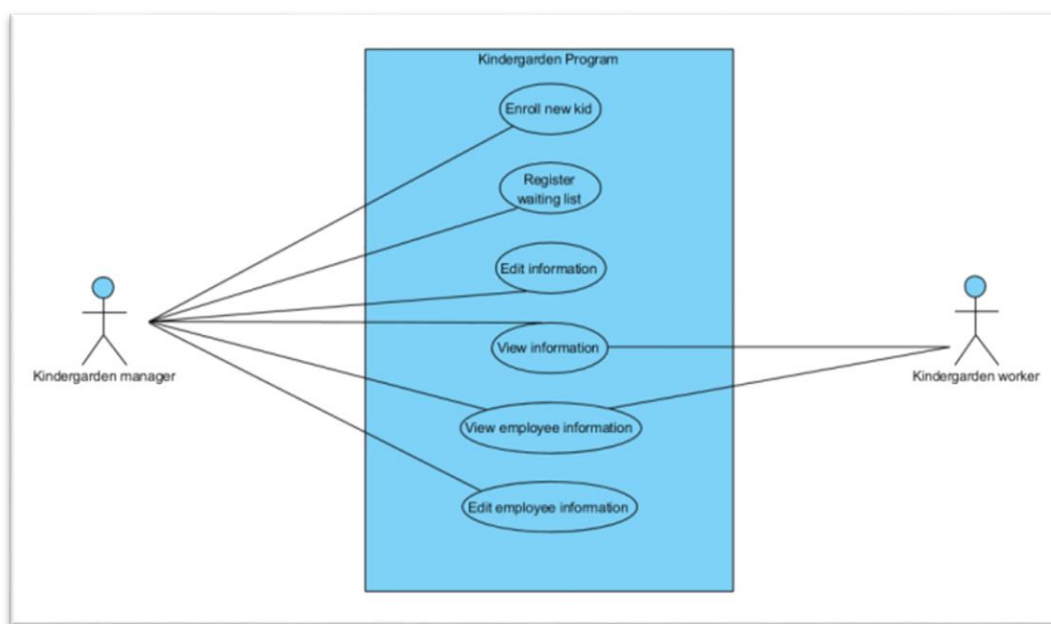 Kindergarden Program
Enroll new kid
Register
waiting list
Edit information
View information
Kindergarden manager
Kindergarden worker
View employee information
Edit employee information